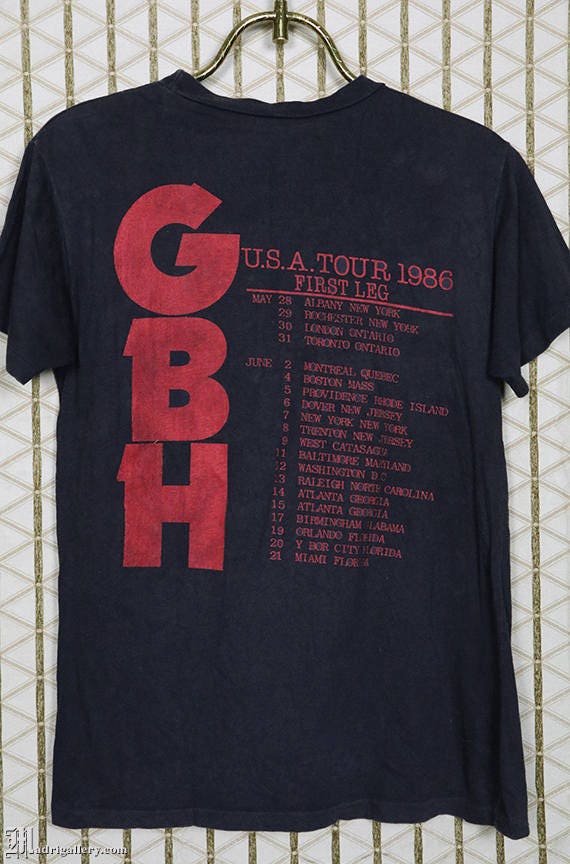 GBH
U.S.A. TOUR 1986
FIRST LEG
MAY 28 ALBANY NEW YORK
29 ROCHESTER NEW YORK
30 LONDON ONTARIO
31 TORONTO ONTARIO
JUNE 2 MONTREAL QUEBEC
4 BOSTON MASS
5 PROVIDENCE RHODE ISLAND
6 DOVER NEW JERSEY
7 NEW YORK NEW YORK
8 TRENTON NEW JERSEY
9 WEST CATASAGUA
11 BALTIMORE MARYLAND
12 WASHINGTON D C
13 RALEIGH NORTH CAROLINA
14 ATLANTA GEORGIA
15 ATLANTA GEORGIA
17 BIRMINGHAM ALABAMA
19 ORLANDO FLORIDA
20 Y BOR CITY FLORIDA
21 MIAMI FLORIDA
Madrigallery.com